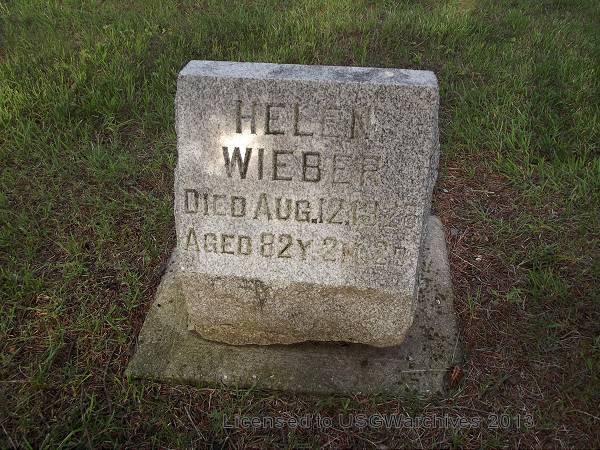 HELEN
WIEBER
DIED AUG. 12,
AGED 82Y. 2M.
Licensed to USGWarchives 2013